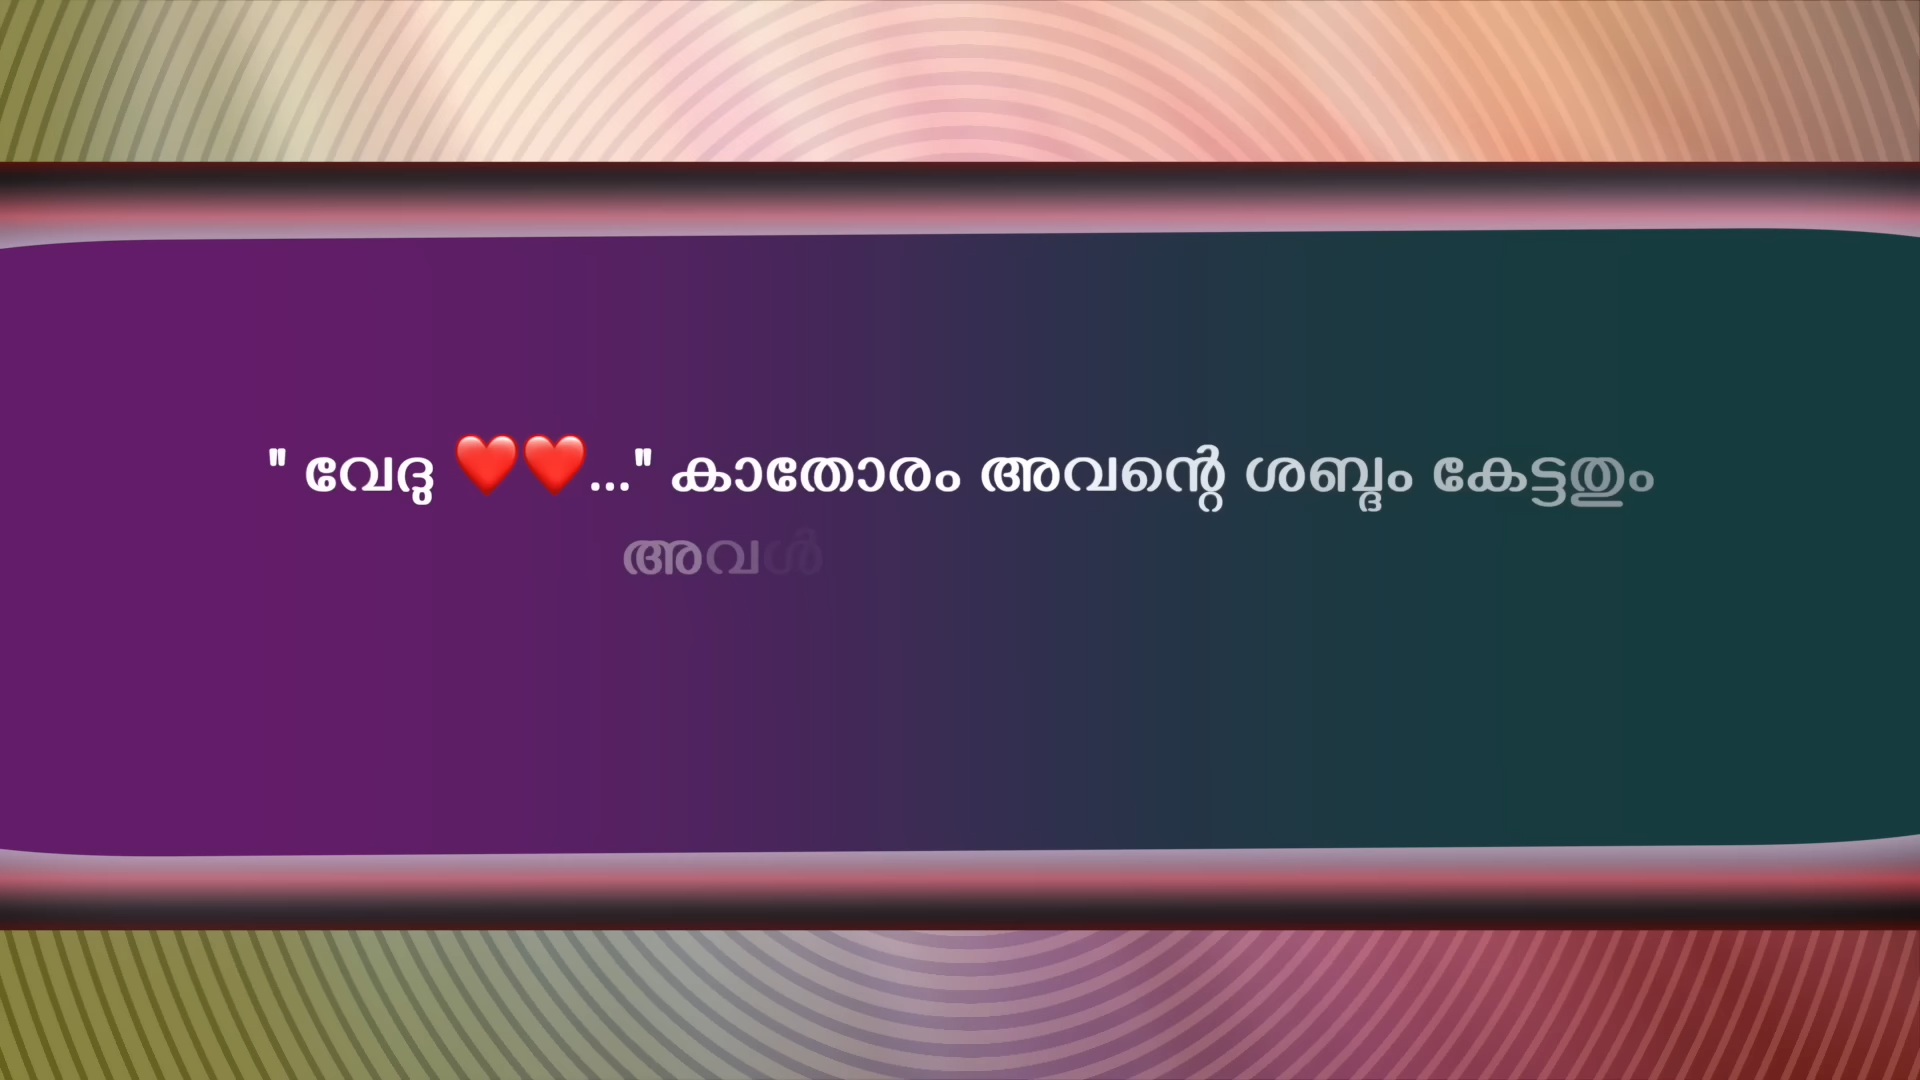 " വേദു ❤️❤️..." കാതോരം അവന്റെ ശബ്ദം കേട്ടതും
അവൾ